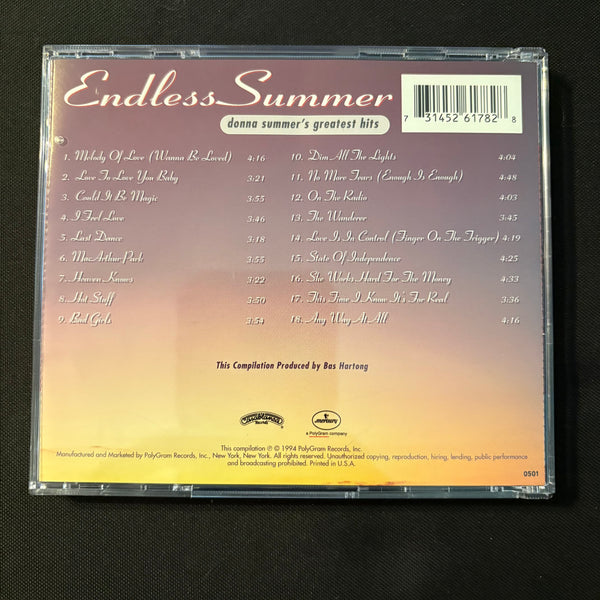 Endless Summer
donna summer's greatest hits
7 31452 61782 8
1. Melody Of Love (Wanna Be Loved) 4:16
2. Love To Love You Baby 3:21
3. Could It Be Magic 3:55
4. I Feel Love 3:46
5. Last Dance 3:18
6. MacArthur Park 3:55
7. Heaven Knows 3:22
8. Hot Stuff 3:50
9. Bad Girls 3:54
10. Dim All The Lights 4:04
11. No More Tears (Enough Is Enough) 4:48
12. On The Radio 4:03
13. The Wanderer 3:45
14. Love Is In Control (Finger On The Trigger) 4:19
15. State Of Independence 4:25
16. She Works Hard For The Money 4:33
17. This Time I Know It's For Real 3:36
18. Any Way At All 4:16
This Compilation Produced by Bas Hartong
Casablanca
Records
mercury
a PolyGram company
This compilation ℗ © 1994 PolyGram Records, Inc.
Manufactured and Marketed by PolyGram Records, Inc., New York, New York. All rights reserved. Unauthorized copying, reproduction, hiring, lending, public performance
and broadcasting prohibited. Printed in U.S.A.
0501